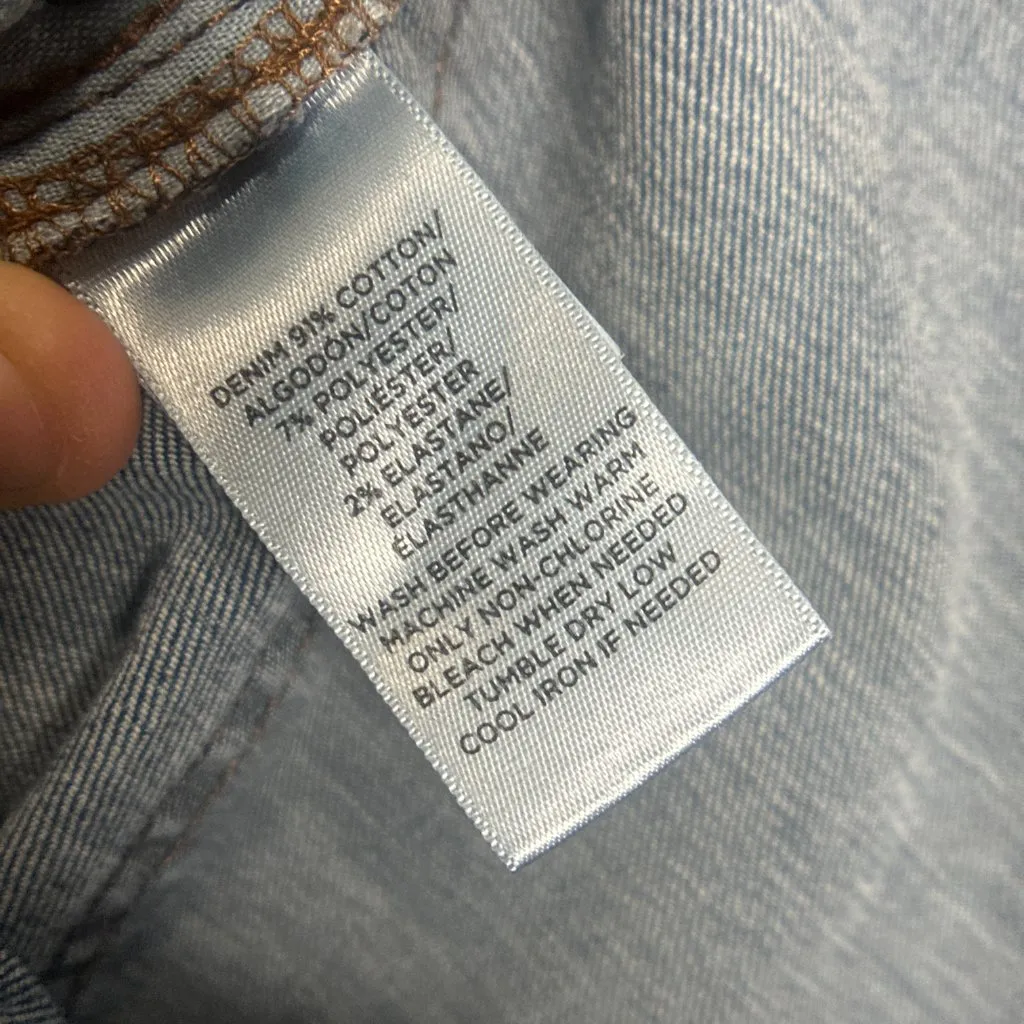 DENIM 91% COTTON/
ALGODÓN/COTON
7% POLYESTER/
POLIÉSTER/
POLYESTER
2% ELASTANE/
ELASTANO/
ÉLASTHANNE
WASH BEFORE WEARING
MACHINE WASH WARM
ONLY NON-CHLORINE
BLEACH WHEN NEEDED
TUMBLE DRY LOW
COOL IRON IF NEEDED